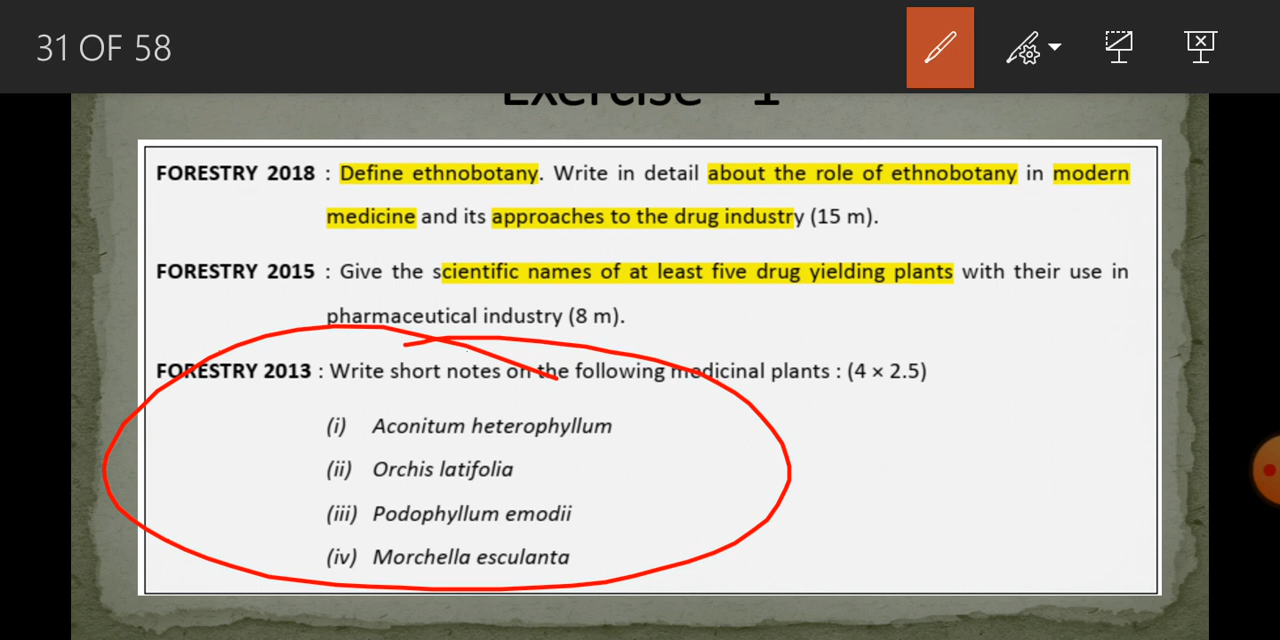 31 OF 58
Exercise - 1
FORESTRY 2018 : Define ethnobotany. Write in detail about the role of ethnobotany in modern
medicine and its approaches to the drug industry (15 m).
FORESTRY 2015 : Give the scientific names of at least five drug yielding plants with their use in
pharmaceutical industry (8 m).
FORESTRY 2013 : Write short notes on the following medicinal plants : (4 × 2.5)
(i) Aconitum heterophyllum
(ii) Orchis latifolia
(iii) Podophyllum emodii
(iv) Morchella esculanta